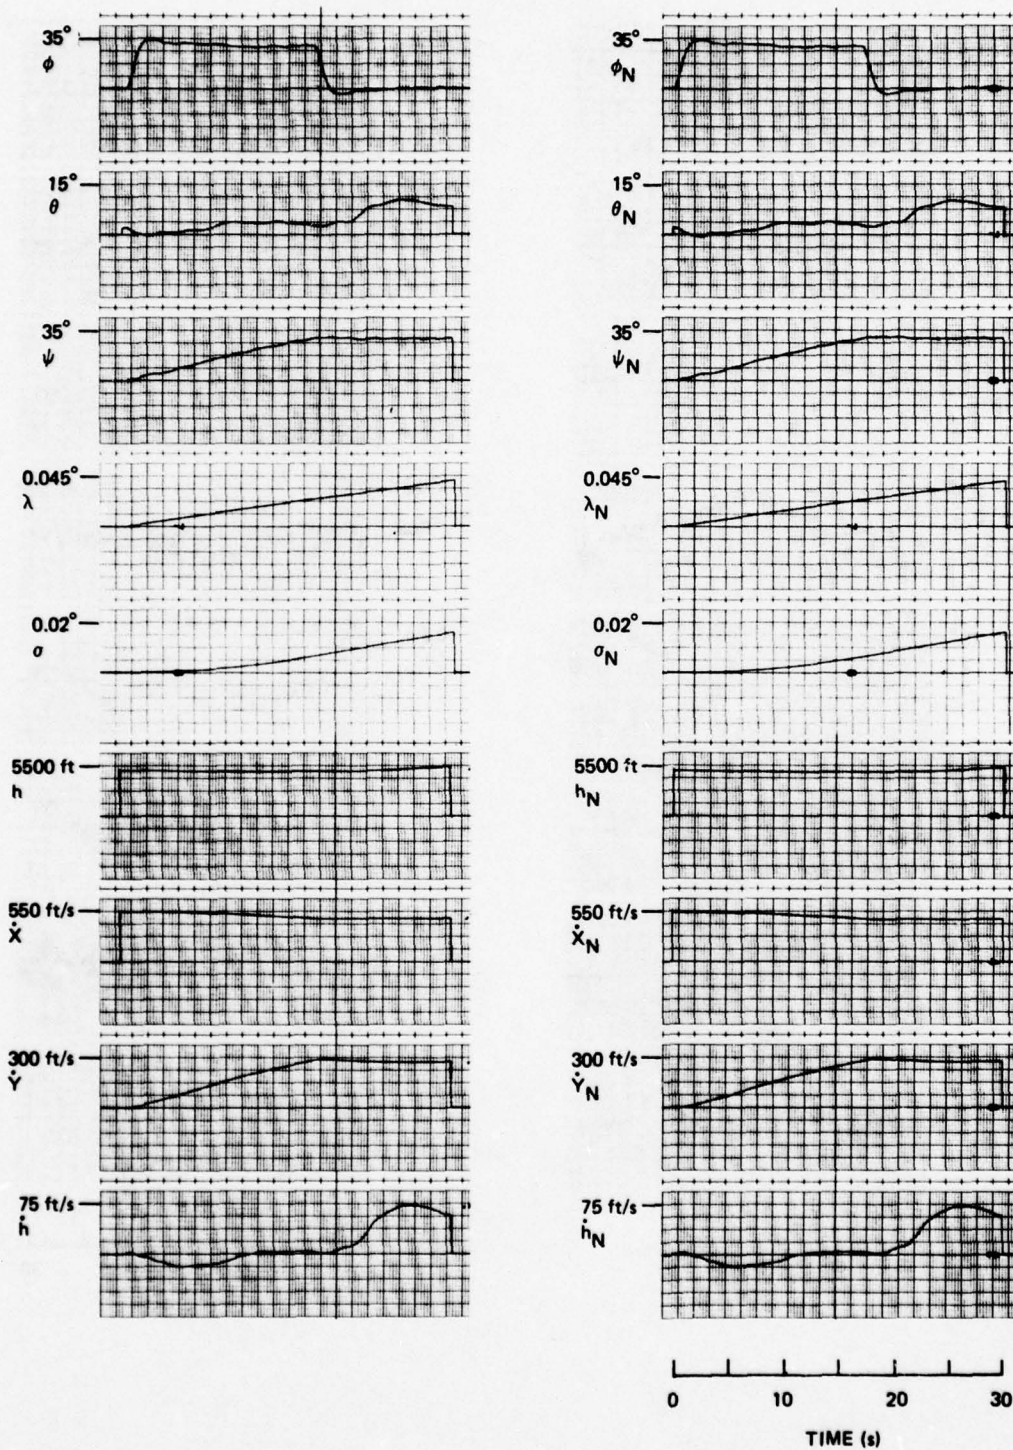 35°
φ
15°
θ
35°
ψ
0.045°
λ
0.02°
σ
5500 ft
h
550 ft/s
Ẋ
300 ft/s
Ẏ
75 ft/s
ḣ
35°
φN
15°
θN
35°
ψN
0.045°
λN
0.02°
σN
5500 ft
hN
550 ft/s
ẊN
300 ft/s
ẎN
75 ft/s
ḣN
0 10 20 30
TIME (s)